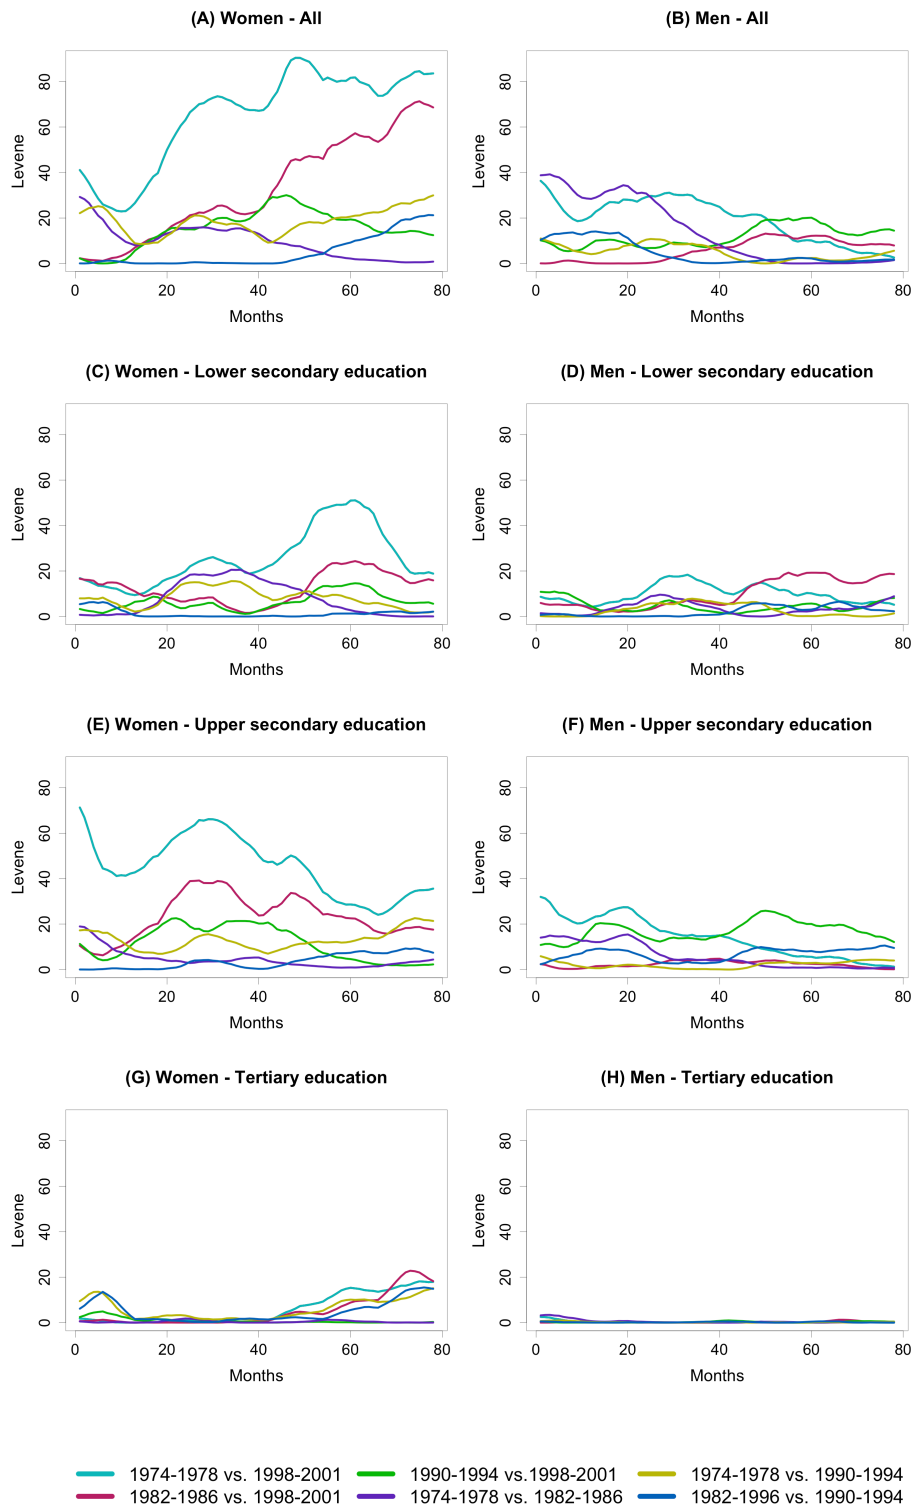 (A) Women - All
(B) Men - All
Levene
0 20 40 60 80
0 20 40 60 80
Months
Levene
0 20 40 60 80
0 20 40 60 80
Months
(C) Women - Lower secondary education
(D) Men - Lower secondary education
Levene
0 20 40 60 80
0 20 40 60 80
Months
Levene
0 20 40 60 80
0 20 40 60 80
Months
(E) Women - Upper secondary education
(F) Men - Upper secondary education
Levene
0 20 40 60 80
0 20 40 60 80
Months
Levene
0 20 40 60 80
0 20 40 60 80
Months
(G) Women - Tertiary education
(H) Men - Tertiary education
Levene
0 20 40 60 80
0 20 40 60 80
Months
Levene
0 20 40 60 80
0 20 40 60 80
Months
1974-1978 vs. 1998-2001 1990-1994 vs.1998-2001 1974-1978 vs. 1990-1994
1982-1986 vs. 1998-2001 1974-1978 vs. 1982-1986 1982-1996 vs. 1990-1994